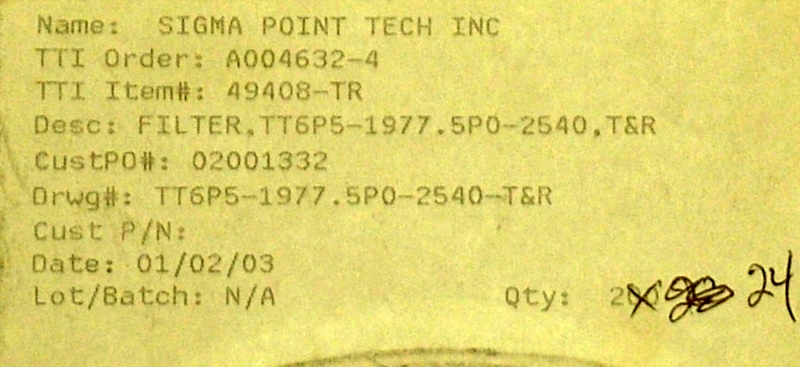 Name: SIGMA POINT TECH INC
TTI Order: A004632-4
TTI Item#: 49408-TR
Desc: FILTER,TT6P5-1977.5P0-2540,T&R
CustPO#: 02001332
Drwg#: TT6P5-1977.5P0-2540-T&R
Cust P/N:
Date: 01/02/03
Lot/Batch: N/A
Qty: 24